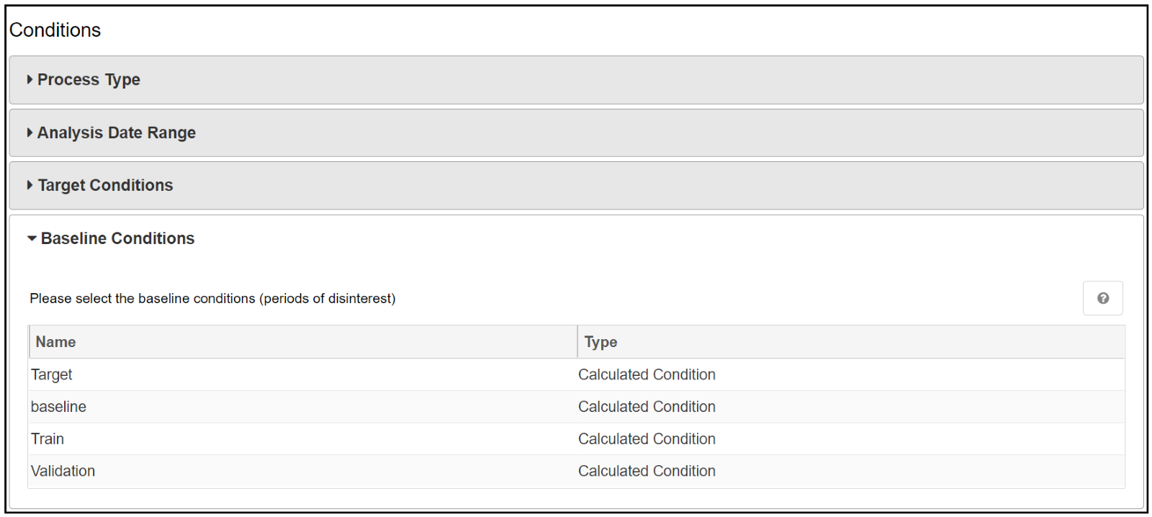 Conditions
Process Type
Analysis Date Range
Target Conditions
Baseline Conditions
Please select the baseline conditions (periods of disinterest)
?
Name Type
Target Calculated Condition
baseline Calculated Condition
Train Calculated Condition
Validation Calculated Condition